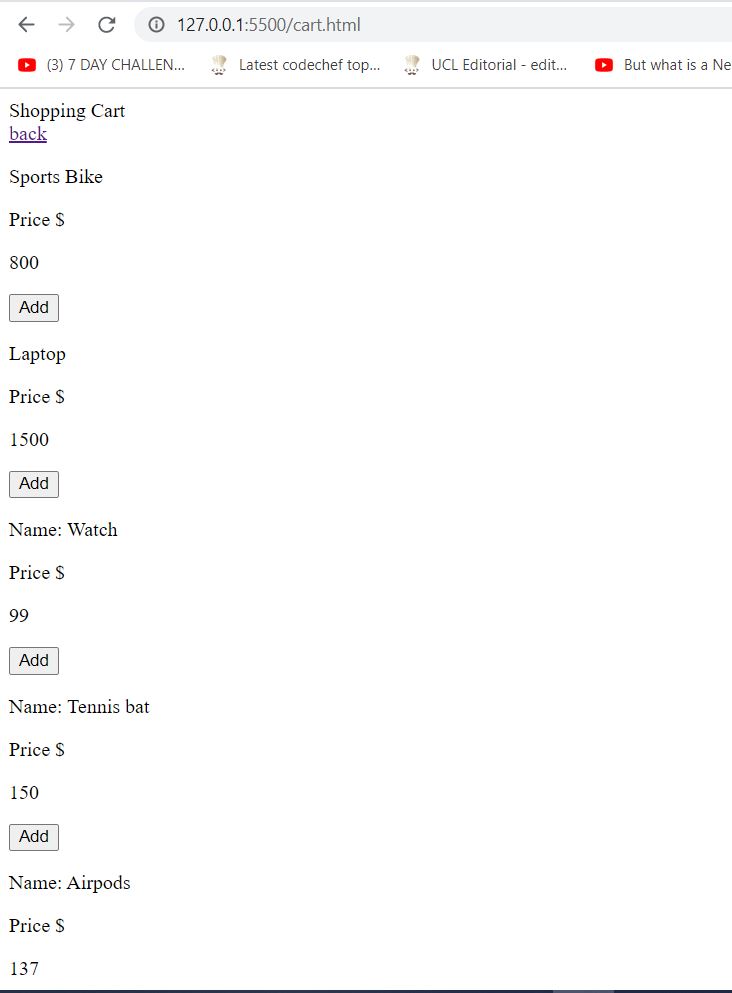 127.0.0.1:5500/cart.html
(3) 7 DAY CHALLEN... Latest codechef top... UCL Editorial - edit... But what is a Ne
Shopping Cart
back
Sports Bike
Price $
800
Add
Laptop
Price $
1500
Add
Name: Watch
Price $
99
Add
Name: Tennis bat
Price $
150
Add
Name: Airpods
Price $
137